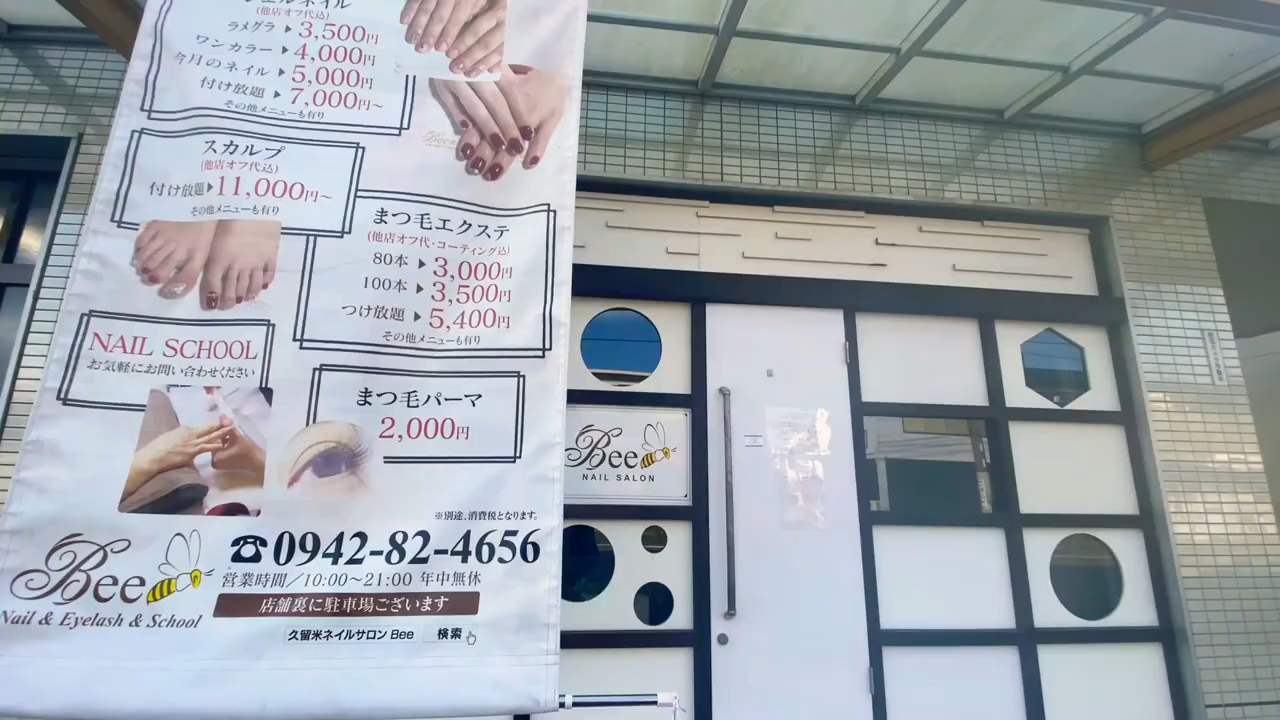 ジェルネイル
(他店オフ代込)
ラメグラ▶3,500円
ワンカラー▶4,000円
今月のネイル▶5,000円
付け放題▶7,000円~
その他メニューも有り
スカルプ
(他店オフ代込)
付け放題▶11,000円~
その他メニュー有り
まつ毛エクステ
(他店オフ代・コーティング込)
80本▶3,000円
100本▶3,500円
つけ放題▶5,400円
その他メニューも有り
NAIL SCHOOL
お気軽にお問い合わせください
まつ毛パーマ
2,000円
※別途、消費税となります。
Bee
Nail & Eyelash & School
☎0942-82-4656
営業時間/10:00~21:00 年中無休
店舗裏に駐車場ございます
久留米ネイルサロン Bee 検索
Bee
NAIL SALON